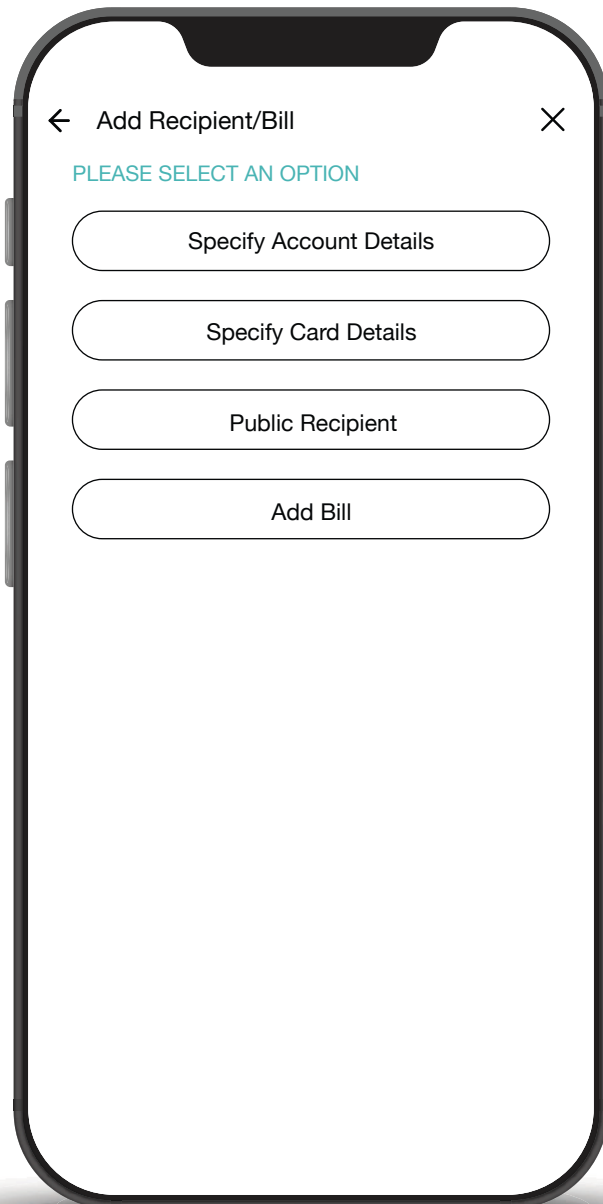 Add Recipient/Bill
PLEASE SELECT AN OPTION
Specify Account Details
Specify Card Details
Public Recipient
Add Bill